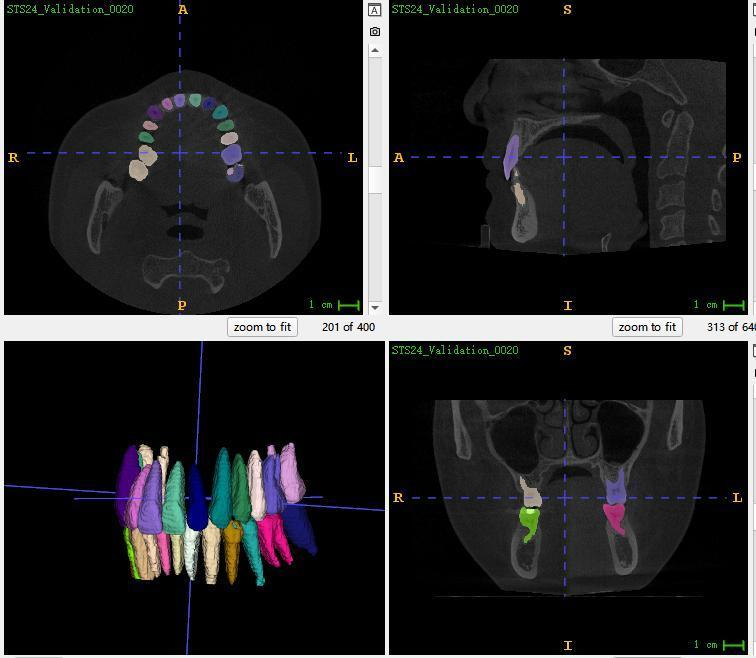 STS24_Validation_0020
A
A
R
L
P
1 cm
zoom to fit
201 of 400
STS24_Validation_0020
S
A
P
I
1 cm
zoom to fit
313 of 640
STS24_Validation_0020
S
R
L
I
1 cm